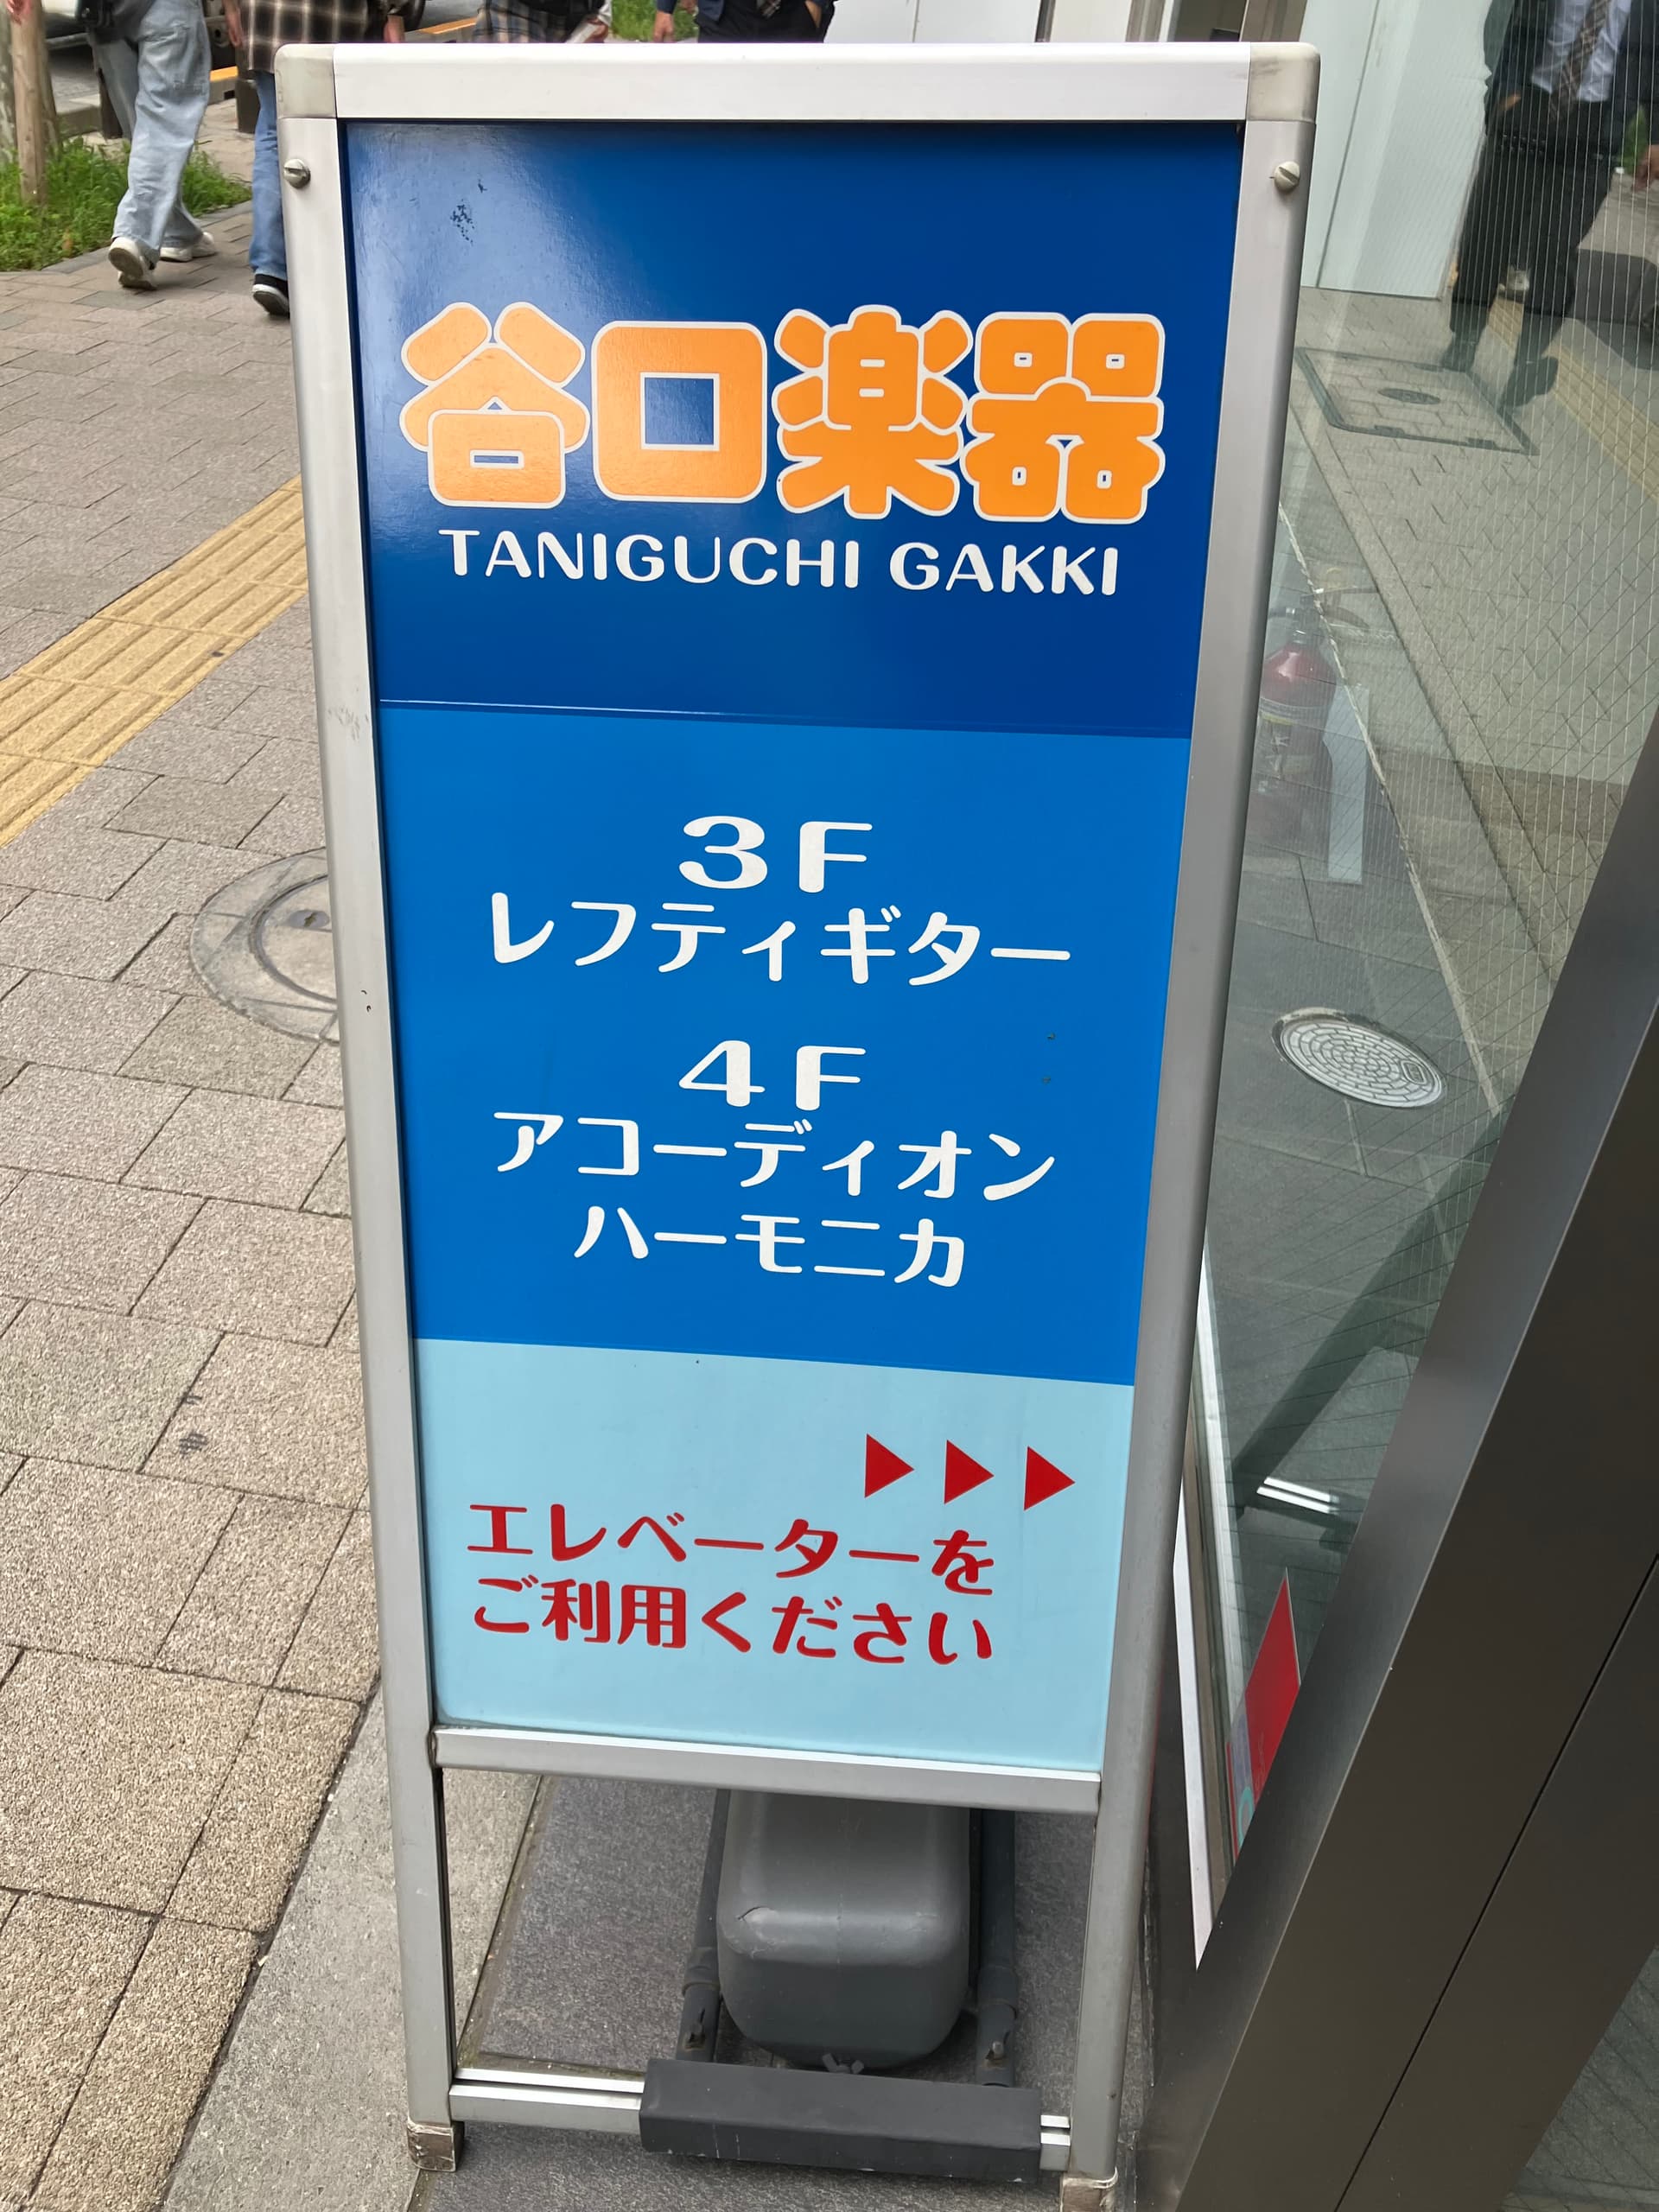 谷口楽器
TANIGUCHI GAKKI
3F
レフティギター
4F
アコーディオン
ハーモニカ
▶▶▶
エレベーターを
ご利用ください